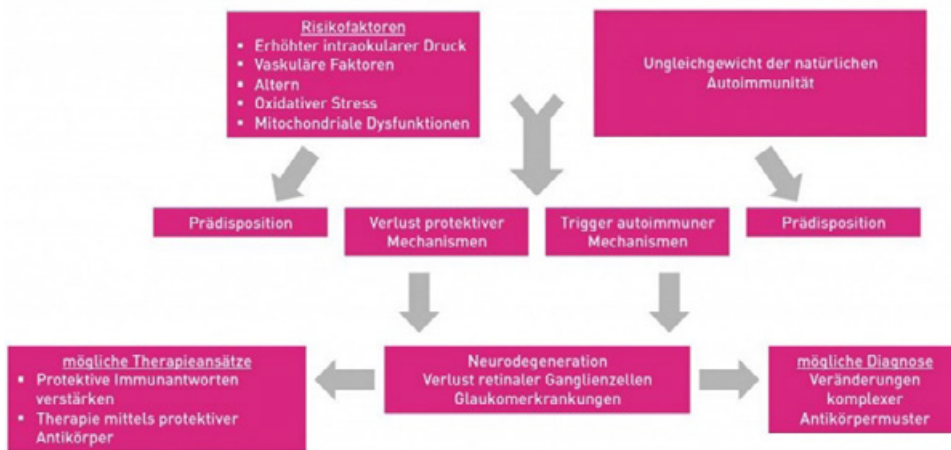 Risikofaktoren
▪ Erhöhter intraokularer Druck
▪ Vaskuläre Faktoren
▪ Altern
▪ Oxidativer Stress
▪ Mitochondriale Dysfunktionen
Ungleichgewicht der natürlichen
Autoimmunität
Prädisposition
Verlust protektiver
Mechanismen
Trigger autoimmuner
Mechanismen
Prädisposition
mögliche Therapieansätze
▪ Protektive Immunantworten
verstärken
▪ Therapie mittels protektiver
Antikörper
Neurodegeneration
Verlust retinaler Ganglienzellen
Glaukomerkrankungen
mögliche Diagnose
Veränderungen
komplexer
Antikörpermuster